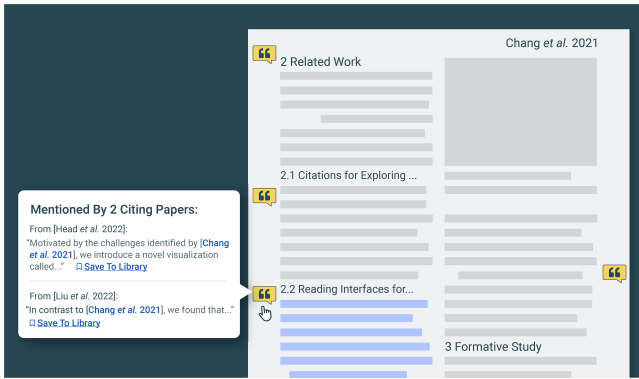 Chang et al. 2021
2 Related Work
2.1 Citations for Exploring ...
Mentioned By 2 Citing Papers:
From [Head et al. 2022]:
“Motivated by the challenges identified by [Chang
et al. 2021], we introduce a novel visualization
called...” Save To Library
From [Liu et al. 2022]:
“In contrast to [Chang et al. 2021], we found that...”
Save To Library
2.2 Reading Interfaces for...
3 Formative Study